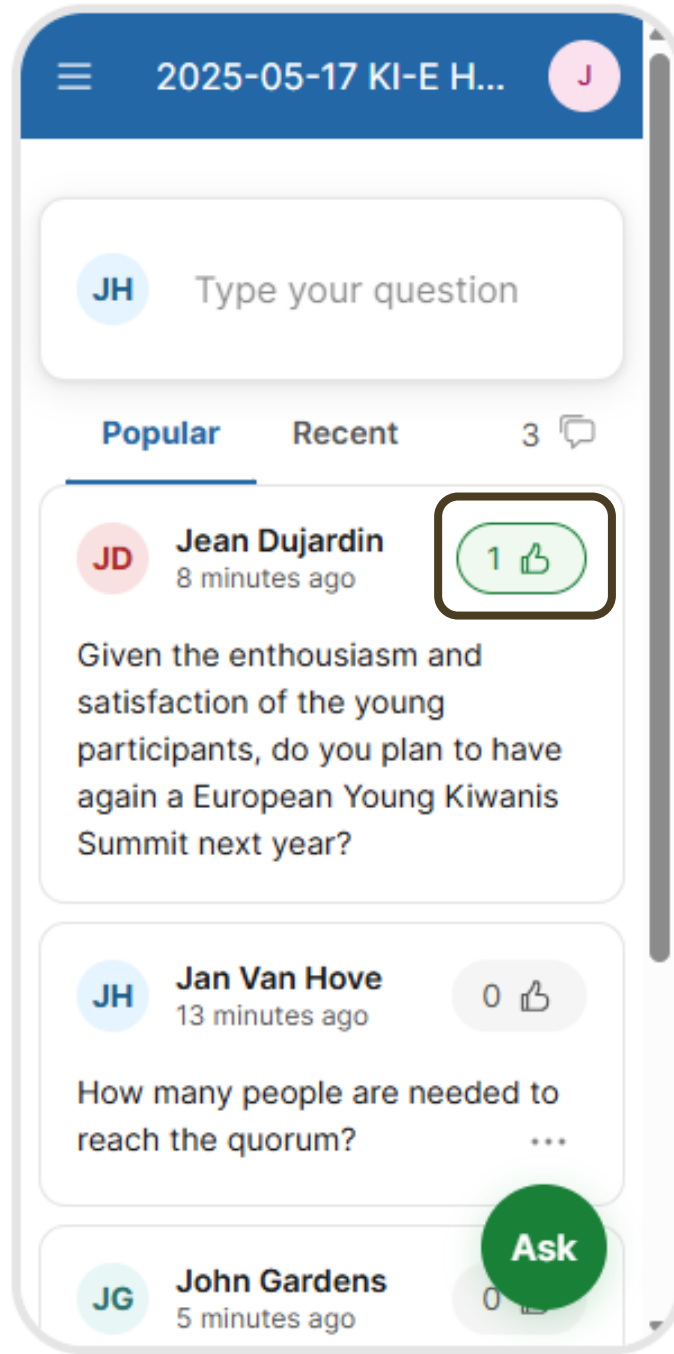 2025-05-17 KI-E H...
J
JH
Type your question
Popular
Recent
3
JD
Jean Dujardin
8 minutes ago
1
Given the enthousiasm and
satisfaction of the young
participants, do you plan to have
again a European Young Kiwanis
Summit next year?
JH
Jan Van Hove
13 minutes ago
0
How many people are needed to
reach the quorum?
...
Ask
JG
John Gardens
5 minutes ago
0